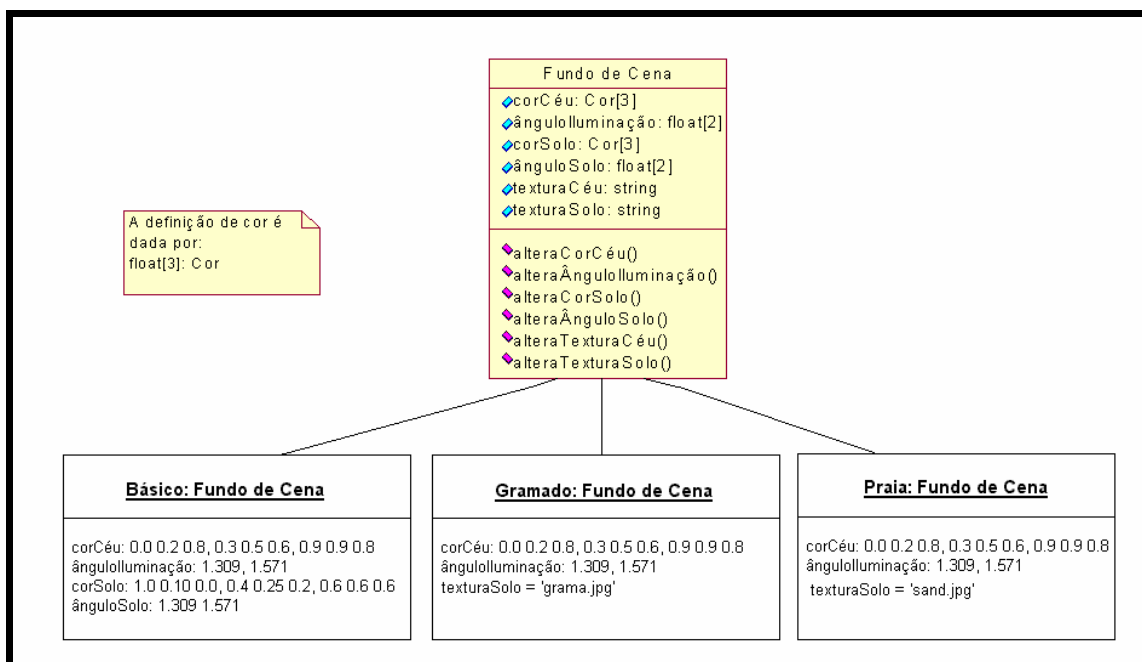 Fundo de Cena
corCéu: Cor[3]
ânguloIluminação: float[2]
corSolo: Cor[3]
ânguloSolo: float[2]
texturaCéu: string
texturaSolo: string
alteraCorCéu()
alteraÂnguloIluminação()
alteraCorSolo()
alteraÂnguloSolo()
alteraTexturaCéu()
alteraTexturaSolo()
A definição de cor é
dada por:
float[3]: Cor
Básico: Fundo de Cena
corCéu: 0.0 0.2 0.8, 0.3 0.5 0.6, 0.9 0.9 0.8
ânguloIluminação: 1.309, 1.571
corSolo: 1.0 0.10 0.0, 0.4 0.25 0.2, 0.6 0.6 0.6
ânguloSolo: 1.309 1.571
Gramado: Fundo de Cena
corCéu: 0.0 0.2 0.8, 0.3 0.5 0.6, 0.9 0.9 0.8
ânguloIluminação: 1.309, 1.571
texturaSolo = 'grama.jpg'
Praia: Fundo de Cena
corCéu: 0.0 0.2 0.8, 0.3 0.5 0.6, 0.9 0.9 0.8
ânguloIluminação: 1.309, 1.571
texturaSolo = 'sand.jpg'